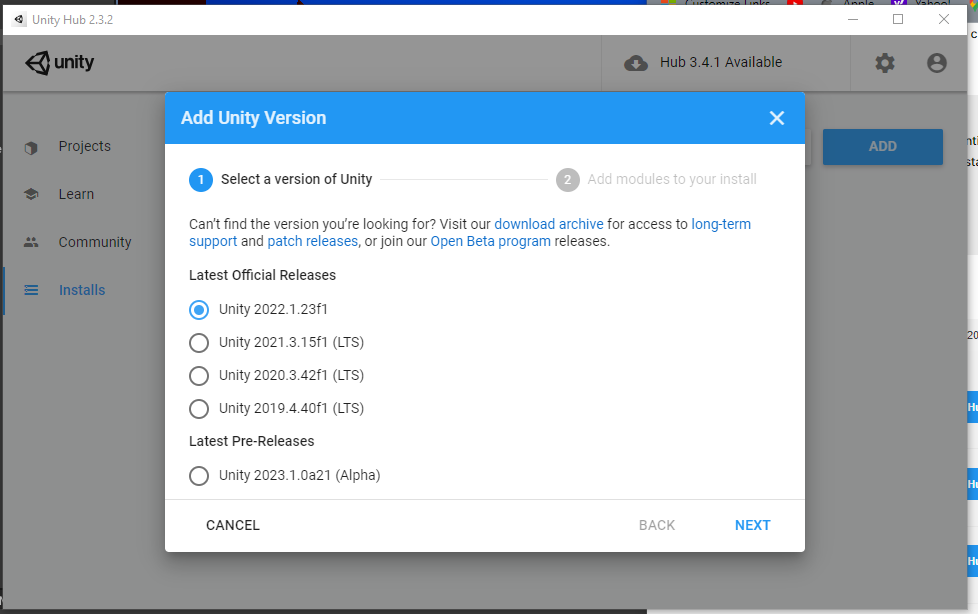 Customize Links
Apple
Yahoo!
Unity Hub 2.3.2
unity
Hub 3.4.1 Available
Add Unity Version
Projects
ADD
1
Select a version of Unity
2
Add modules to your install
Learn
Can't find the version you're looking for? Visit our download archive for access to long-term
support and patch releases, or join our Open Beta program releases.
Community
Latest Official Releases
Installs
Unity 2022.1.23f1
Unity 2021.3.15f1 (LTS)
Unity 2020.3.42f1 (LTS)
Unity 2019.4.40f1 (LTS)
Latest Pre-Releases
Unity 2023.1.0a21 (Alpha)
CANCEL
BACK
NEXT